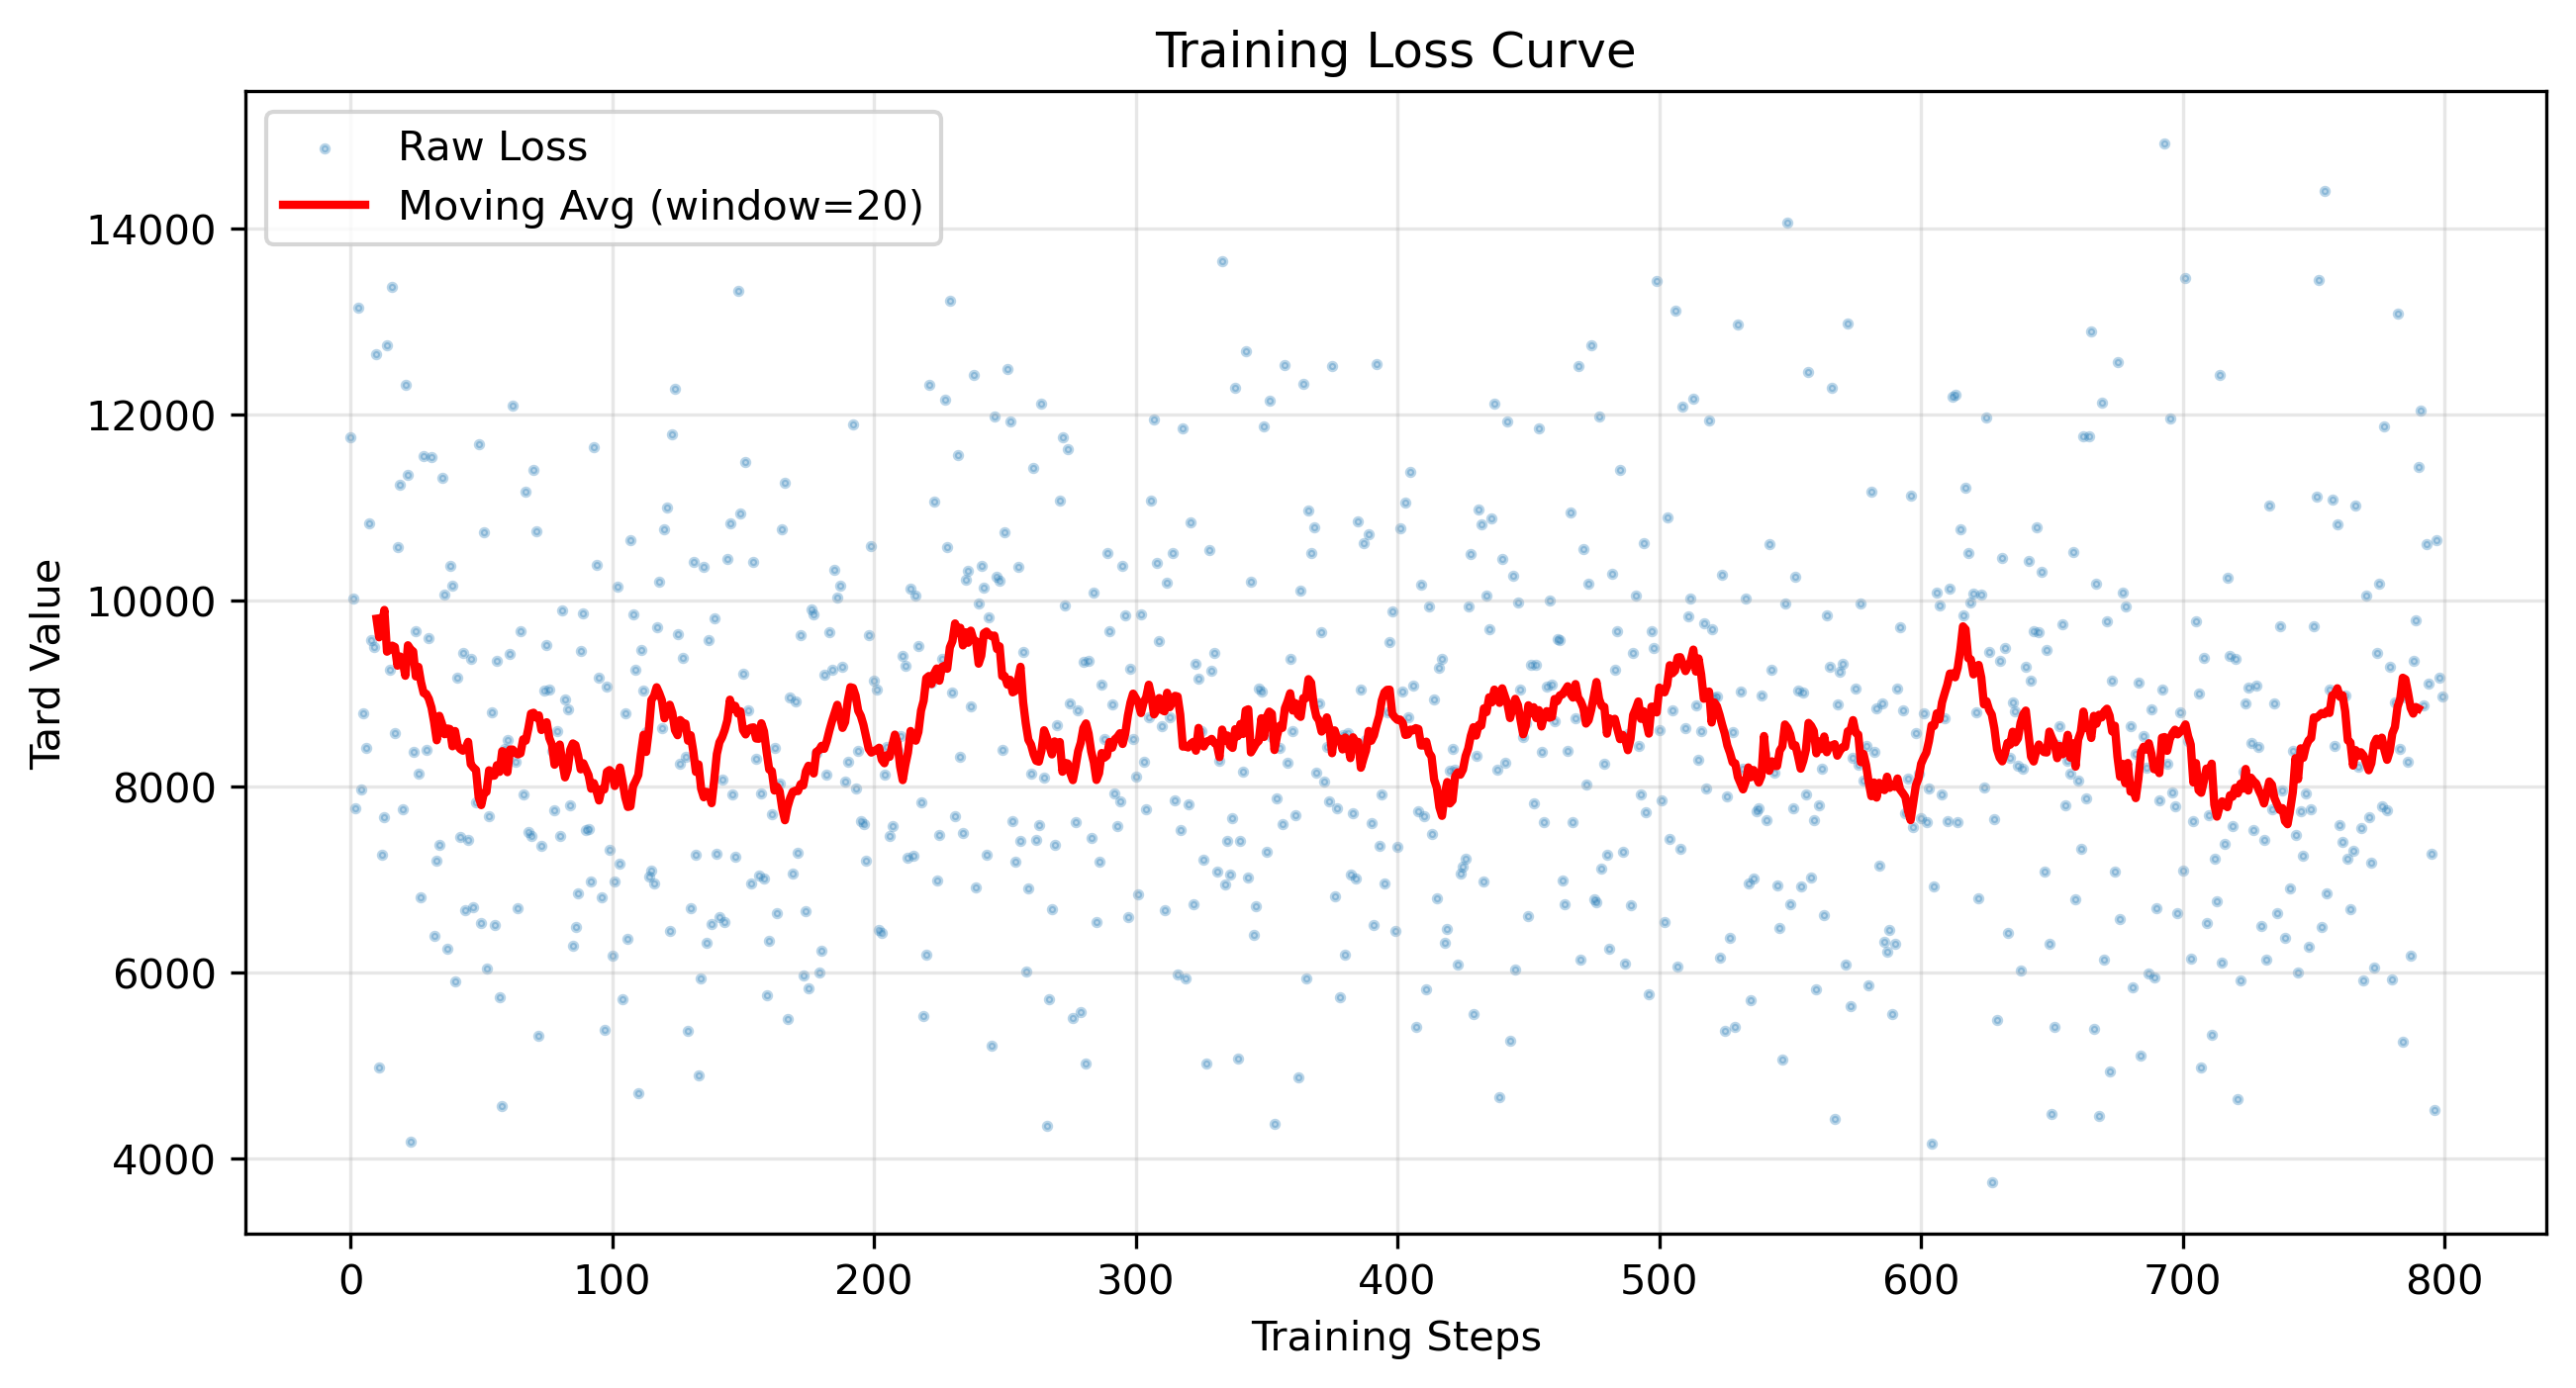 Training Loss Curve
Raw Loss
Moving Avg (window=20)
Tard Value
14000
12000
10000
8000
6000
4000
0 100 200 300 400 500 600 700 800
Training Steps